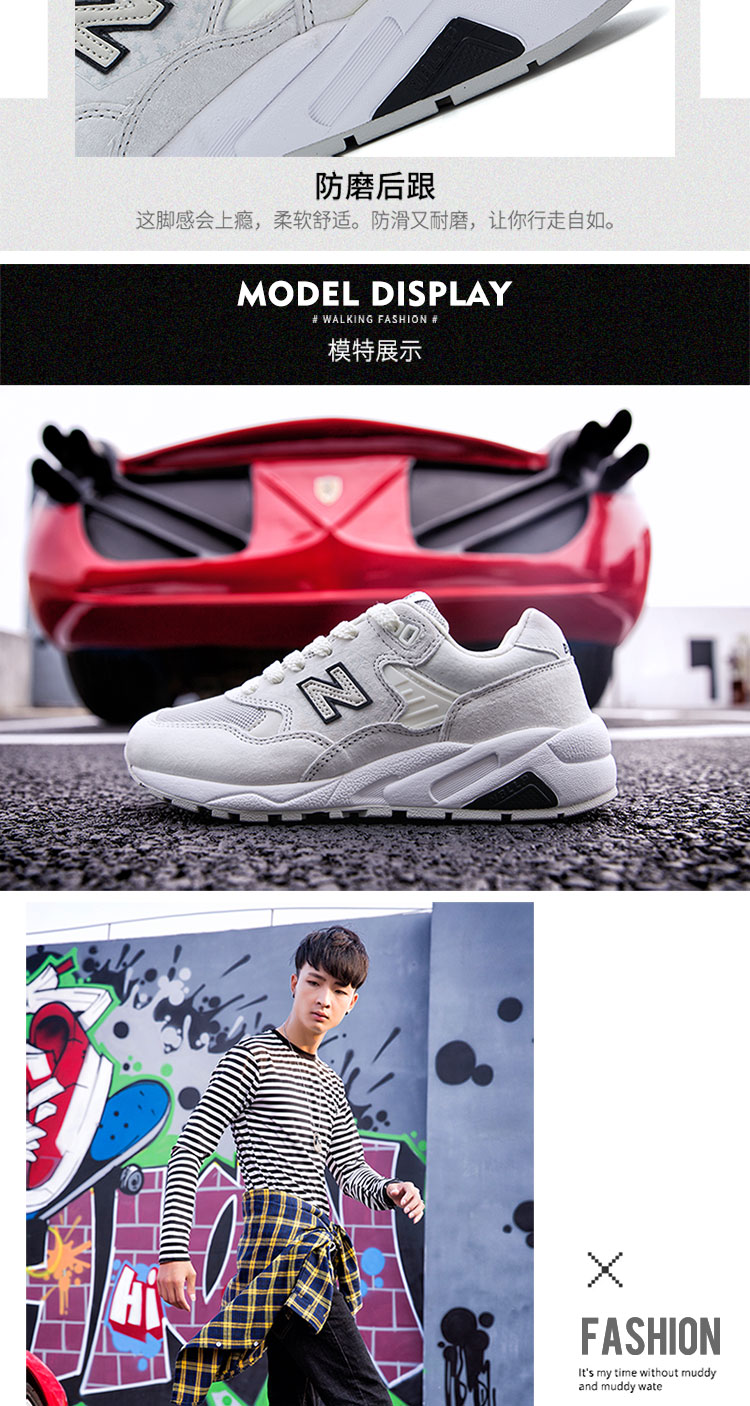 防磨后跟
这脚感会上瘾，柔软舒适。防滑又耐磨，让你行走自如。
MODEL DISPLAY
# WALKING FASHION #
模特展示
N
Hi
FASHION
It's my time without muddy
and muddy wate